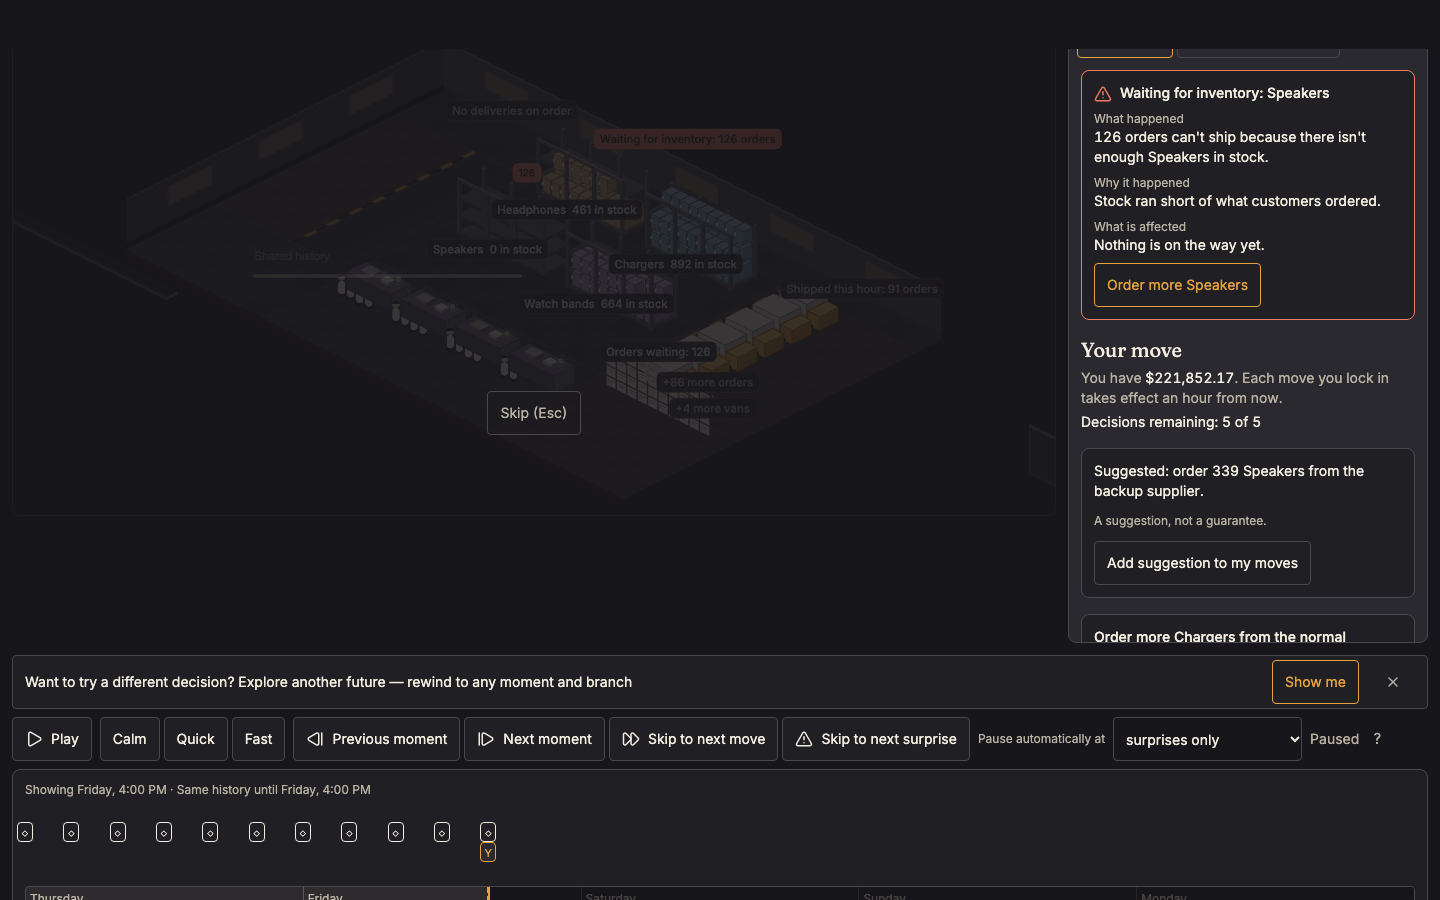 No deliveries on order
Waiting for inventory: 126 orders
126
Headphones 461 in stock
Speakers 0 in stock
Shared history
Chargers 892 in stock
Shipped this hour: 91 orders
Watch bands 664 in stock
Orders waiting: 126
+86 more orders
+4 more vans
Skip (Esc)
Waiting for inventory: Speakers
What happened
126 orders can't ship because there isn't
enough Speakers in stock.
Why it happened
Stock ran short of what customers ordered.
What is affected
Nothing is on the way yet.
Order more Speakers
Your move
You have $221,852.17. Each move you lock in
takes effect an hour from now.
Decisions remaining: 5 of 5
Suggested: order 339 Speakers from the
backup supplier.
A suggestion, not a guarantee.
Add suggestion to my moves
Order more Chargers from the normal
Want to try a different decision? Explore another future — rewind to any moment and branch
Show me
Play
Calm
Quick
Fast
Previous moment
Next moment
Skip to next move
Skip to next surprise
Pause automatically at
surprises only
Paused
?
Showing Friday, 4:00 PM · Same history until Friday, 4:00 PM
Y
Thursday
Friday
Saturday
Sunday
Monday